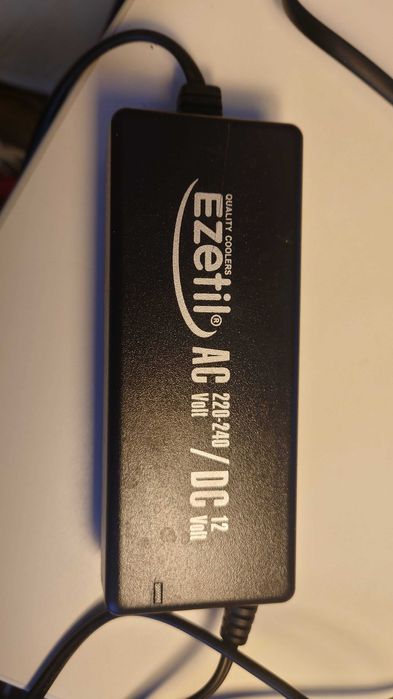 QUALITY COOLERS
Ezetil®
AC Volt 220-240 / DC Volt 12